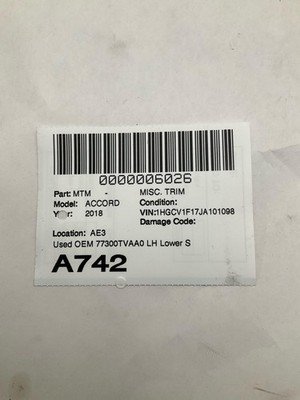 0000006026
Part: MTM - MISC. TRIM
Model: ACCORD Condition:
Year: 2018 VIN:1HGCV1F17JA101098
Damage Code:
Location: AE3
Used OEM 77300TVAA0 LH Lower S
A742